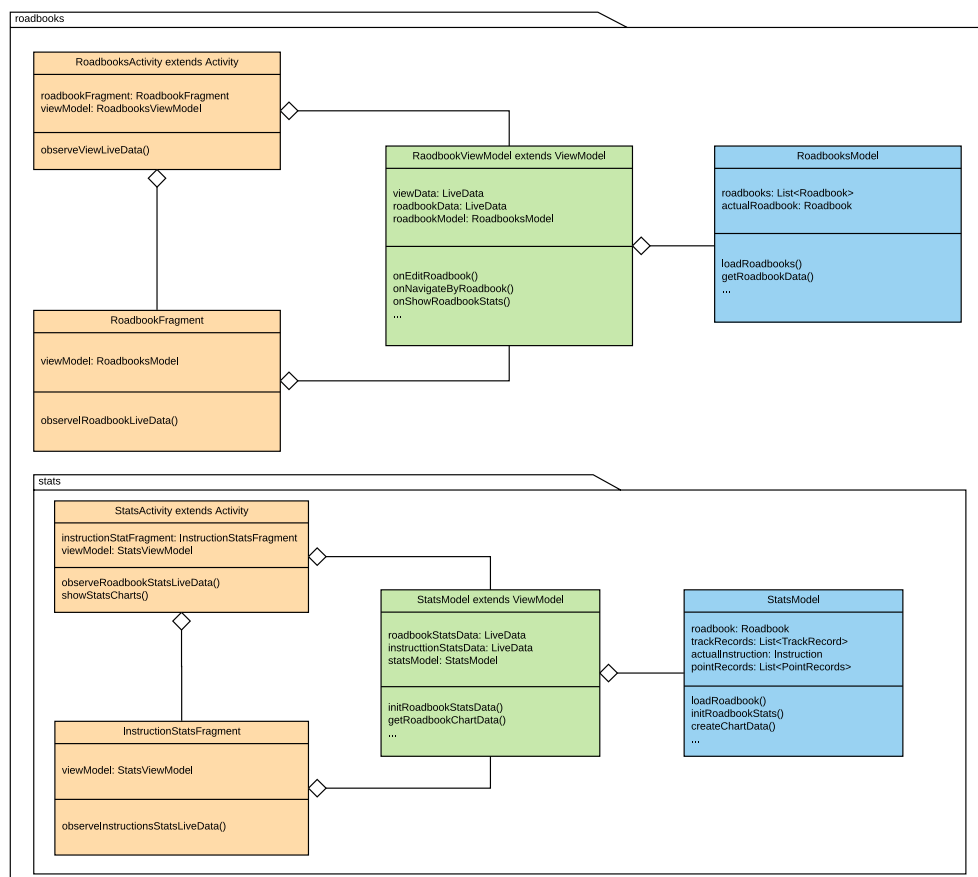 roadbooks
RoadbooksActivity extends Activity
roadbookFragment: RoadbookFragment
viewModel: RoadbooksViewModel
observeViewLiveData()
RaodbookViewModel extends ViewModel
viewData: LiveData
roadbookData: LiveData
roadbookModel: RoadbooksModel
onEditRoadbook()
onNavigateByRoadbook()
onShowRoadbookStats()
...
RoadbooksModel
roadbooks: List<Roadbook>
actualRoadbook: Roadbook
loadRoadbooks()
getRoadbookData()
...
RoadbookFragment
viewModel: RoadbooksModel
observelRoadbookLiveData()
stats
StatsActivity extends Activity
instructionStatFragment: InstructionStatsFragment
viewModel: StatsViewModel
observeRoadbookStatsLiveData()
showStatsCharts()
StatsModel extends ViewModel
roadbookStatsData: LiveData
instructtionStatsData: LiveData
statsModel: StatsModel
initRoadbookStatsData()
getRoadbookChartData()
...
StatsModel
roadbook: Roadbook
trackRecords: List<TrackRecord>
actualInstruction: Instruction
pointRecords: List<PointRecords>
loadRoadbook()
initRoadbookStats()
createChartData()
...
InstructionStatsFragment
viewModel: StatsViewModel
observeInstructionsStatsLiveData()